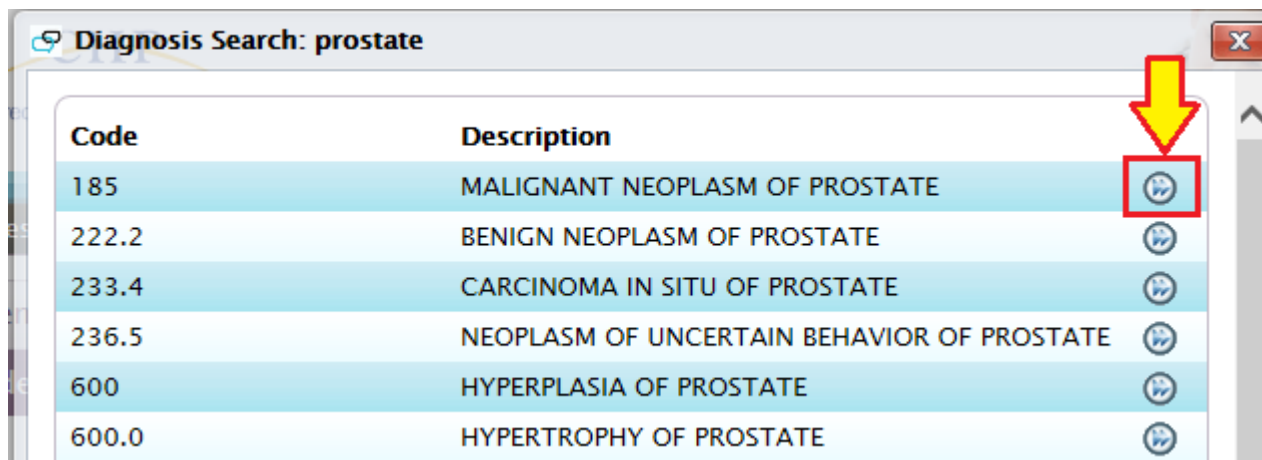 Diagnosis Search: prostate
Code Description
185 MALIGNANT NEOPLASM OF PROSTATE
222.2 BENIGN NEOPLASM OF PROSTATE
233.4 CARCINOMA IN SITU OF PROSTATE
236.5 NEOPLASM OF UNCERTAIN BEHAVIOR OF PROSTATE
600 HYPERPLASIA OF PROSTATE
600.0 HYPERTROPHY OF PROSTATE